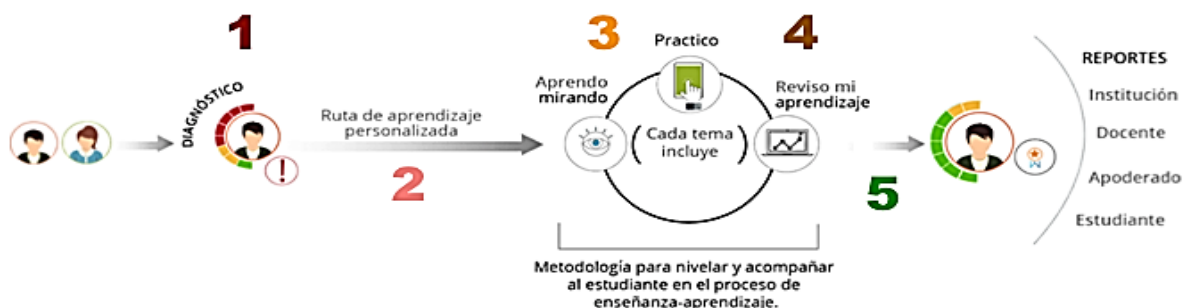 1
DIAGNÓSTICO
!
Ruta de aprendizaje
personalizada
2
3
Practico
4
Aprendo
mirando
Cada tema
incluye
Reviso mi
aprendizaje
Metodología para nivelar y acompañar
al estudiante en el proceso de
enseñanza-aprendizaje.
5
REPORTES
Institución
Docente
Apoderado
Estudiante